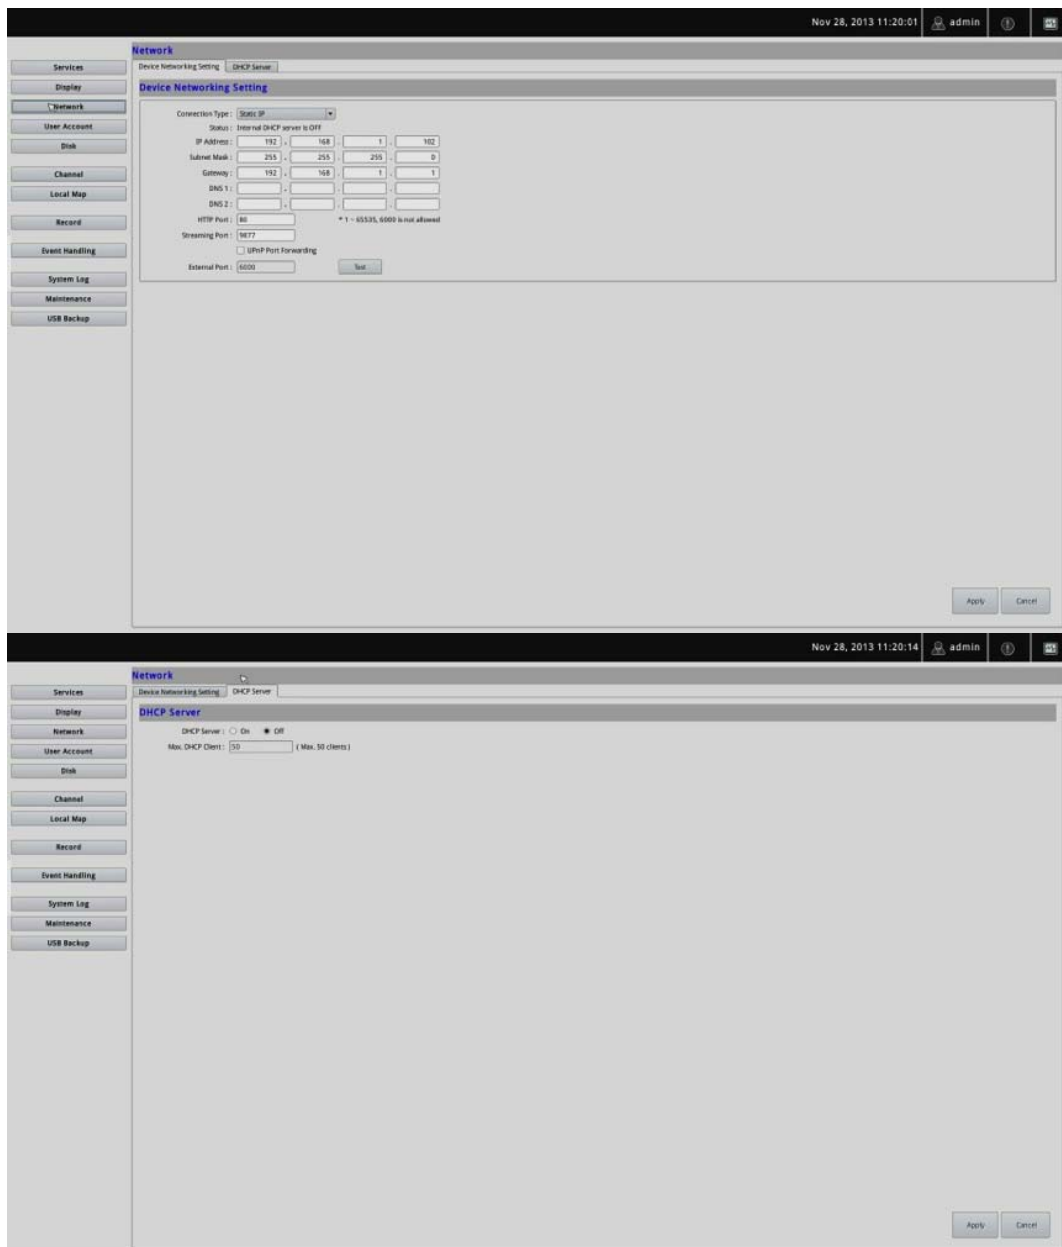 Nov 28, 2013 11:20:01 admin
Network
Device Networking Setting DHCP Server
Device Networking Setting
Services
Display
Network
User Account
Disk
Channel
Local Map
Record
Event Handling
System Log
Maintenance
USB Backup
Connection Type : Static IP
Status : Internal DHCP server is OFF
IP Address : 192 . 168 . 1 . 102
Subnet Mask : 255 . 255 . 255 . 0
Gateway : 192 . 168 . 1 . 1
DNS 1 : . . .
DNS 2 : . . .
HTTP Port : 80 * 1 ~ 65535, 6000 is not allowed
Streaming Port : 9877
UPnP Port Forwarding
External Port : 6000 Test
Apply Cancel
Nov 28, 2013 11:20:14 admin
Network
Device Networking Setting DHCP Server
DHCP Server
Services
Display
Network
User Account
Disk
Channel
Local Map
Record
Event Handling
System Log
Maintenance
USB Backup
DHCP Server : On Off
Max. DHCP Client : 50 ( Max. 50 clients )
Apply Cancel